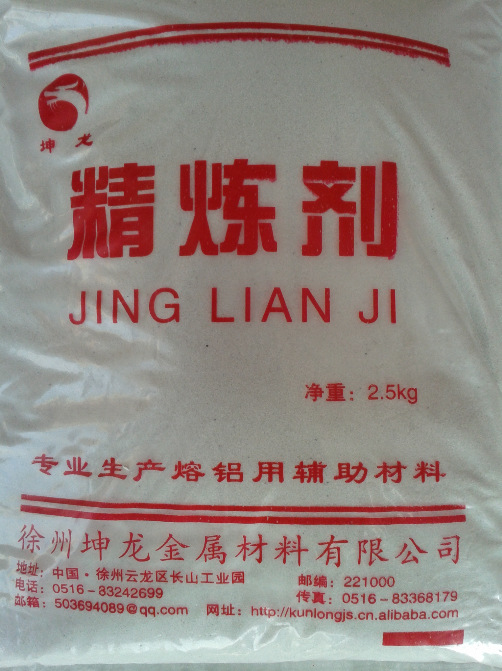 坤龙
精炼剂
JING LIAN JI
净重：2.5kg
专业生产熔铝用辅助材料
徐州坤龙金属材料有限公司
地址：中国·徐州云龙区长山工业园 邮编：221000
电话：0516－83242699 传真：0516－83368179
邮箱：503694089@qq.com 网址：http://kunlongjs.cn.alibaba.com